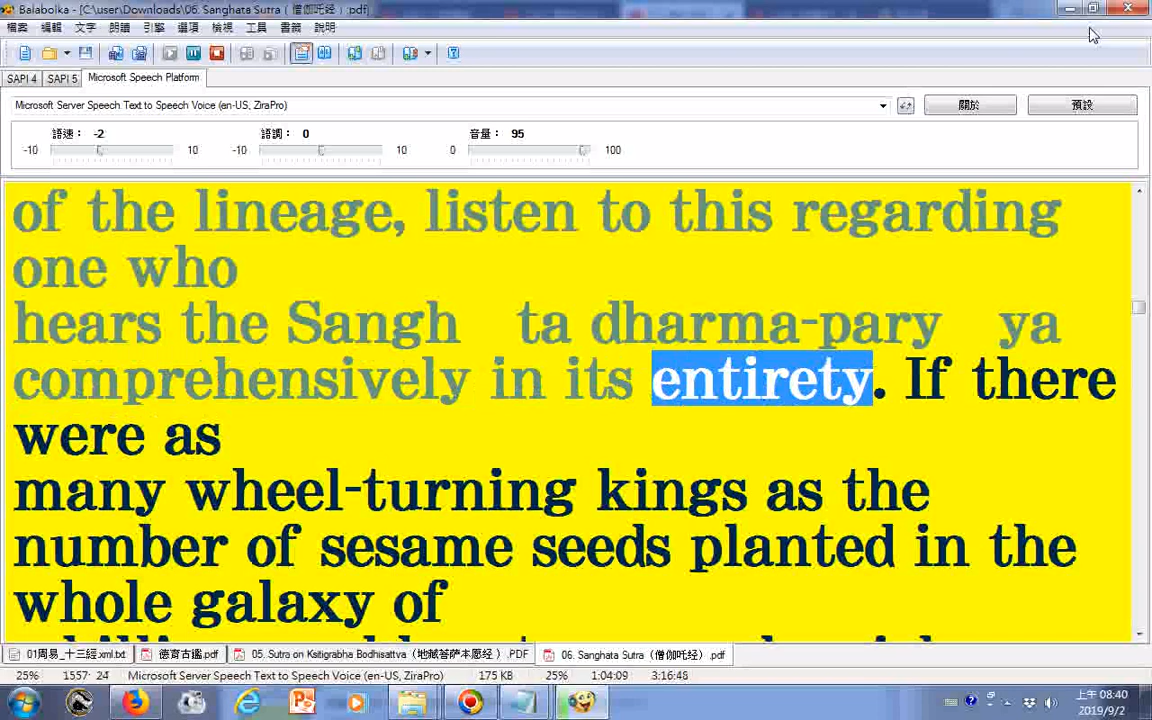 Balabolka - [C:\user\Downloads\06. Sanghata Sutra ( 僧伽吒经 ).pdf]
檔案 編輯 文字 朗讀 引擎 選項 檢視 工具 書籤 說明
SAPI 4 SAPI 5 Microsoft Speech Platform
Microsoft Server Speech Text to Speech Voice (en-US, ZiraPro) 關於 預設
語速： -2 語調： 0 音量： 95
-10 10 -10 10 0 100
of the lineage, listen to this regarding
one who
hears the Sangh ta dharma-pary ya
comprehensively in its entirety. If there
were as
many wheel-turning kings as the
number of sesame seeds planted in the
whole galaxy of
01周易_十三經.xml.txt 德育古鑑.pdf 05. Sutra on Ksitigrabha Bodhisattva（地藏菩萨本愿经 ）.PDF 06. Sanghata Sutra（僧伽吒经）.pdf
25% 1557: 24 Microsoft Server Speech Text to Speech Voice (en-US, ZiraPro) 175 KB 25% 1:04:09 3:16:48
上午 08:40
2019/9/2